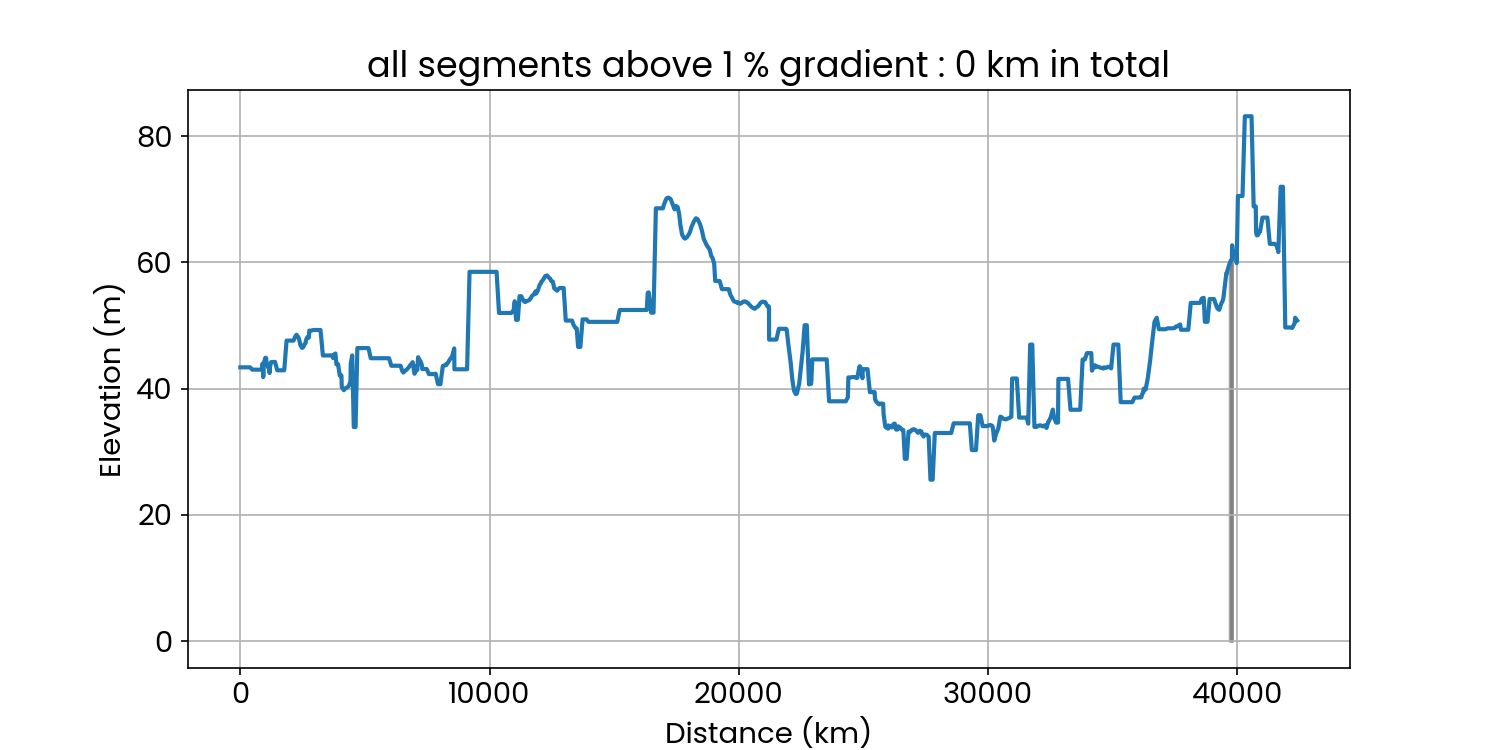 all segments above 1 % gradient : 0 km in total
80
60
40
20
0
Elevation (m)
0 10000 20000 30000 40000
Distance (km)